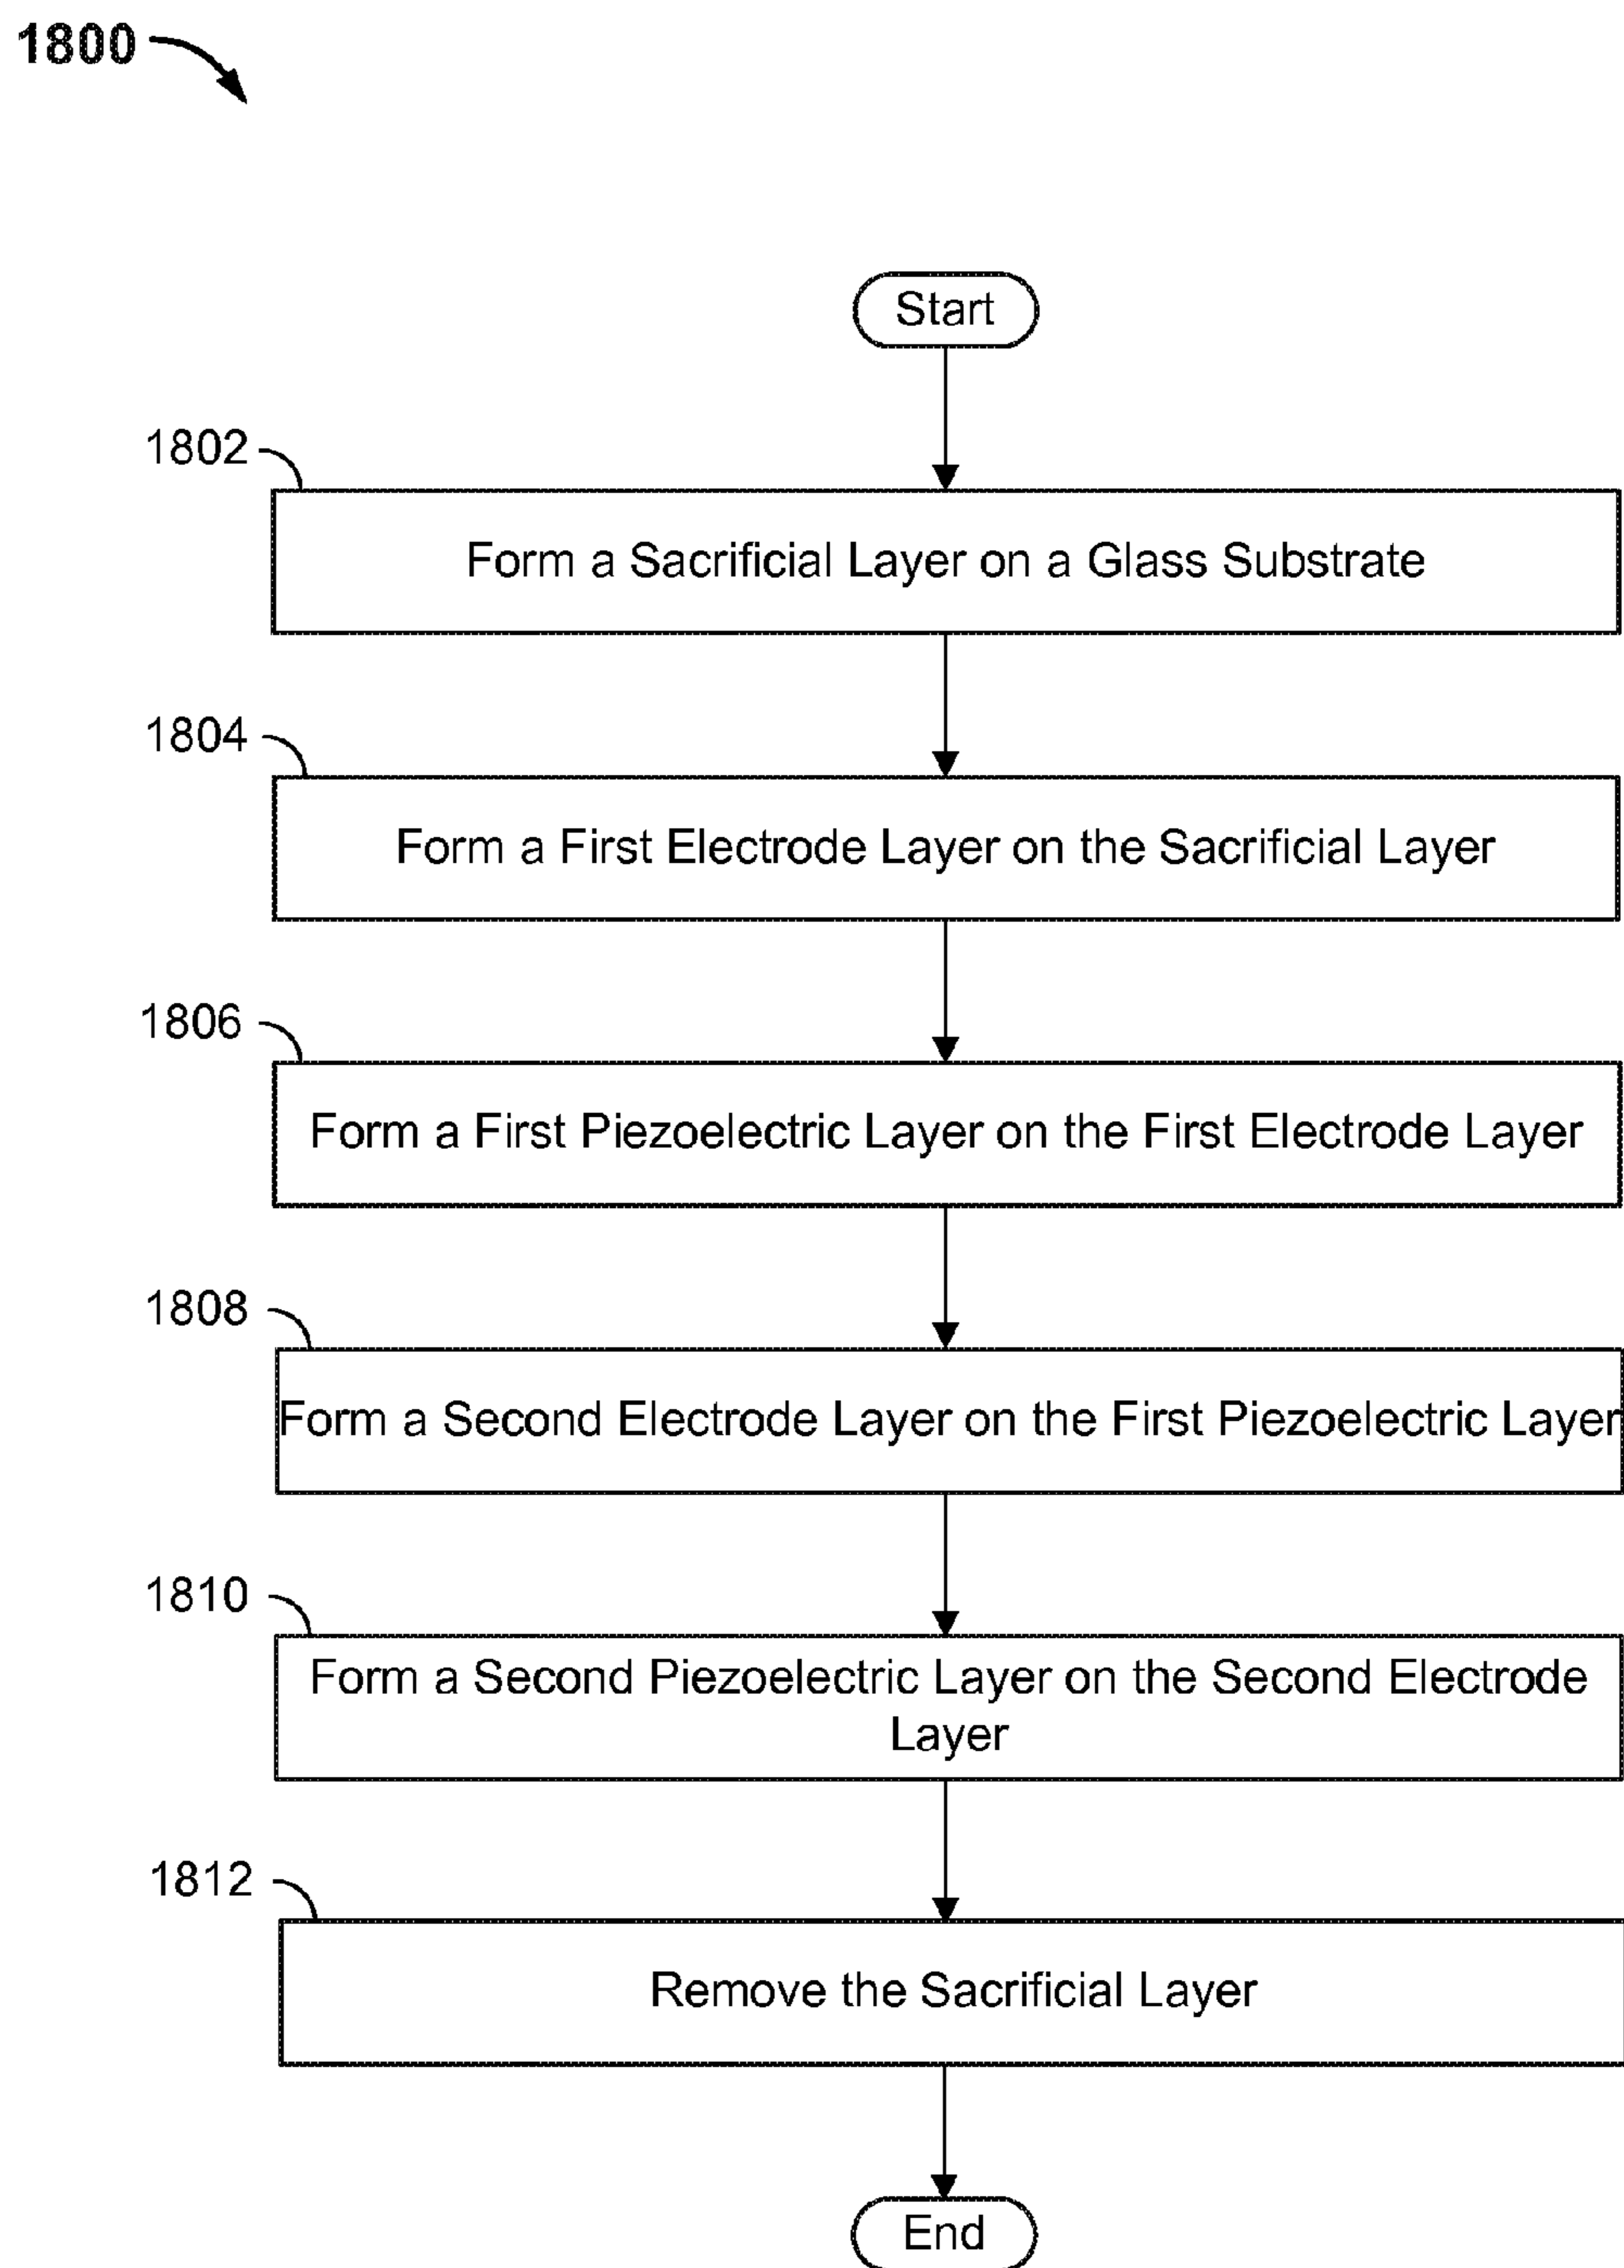 1800
Start
1802
Form a Sacrificial Layer on a Glass Substrate
1804
Form a First Electrode Layer on the Sacrificial Layer
1806
Form a First Piezoelectric Layer on the First Electrode Layer
1808
Form a Second Electrode Layer on the First Piezoelectric Layer
1810
Form a Second Piezoelectric Layer on the Second Electrode
Layer
1812
Remove the Sacrificial Layer
End